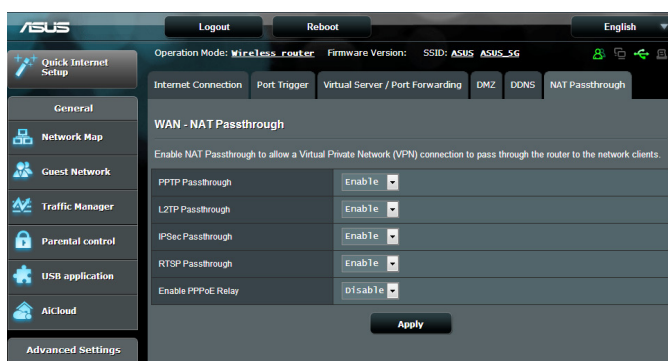 ASUS
Logout
Reboot
English
Quick Internet
Setup
Operation Mode: Wireless router Firmware Version: SSID: ASUS ASUS_5G
Internet Connection
Port Trigger
Virtual Server / Port Forwarding
DMZ
DDNS
NAT Passthrough
General
Network Map
Guest Network
Traffic Manager
Parental control
USB application
AiCloud
Advanced Settings
WAN - NAT Passthrough
Enable NAT Passthrough to allow a Virtual Private Network (VPN) connection to pass through the router to the network clients.
PPTP Passthrough Enable
L2TP Passthrough Enable
IPSec Passthrough Enable
RTSP Passthrough Enable
Enable PPPoE Relay Disable
Apply